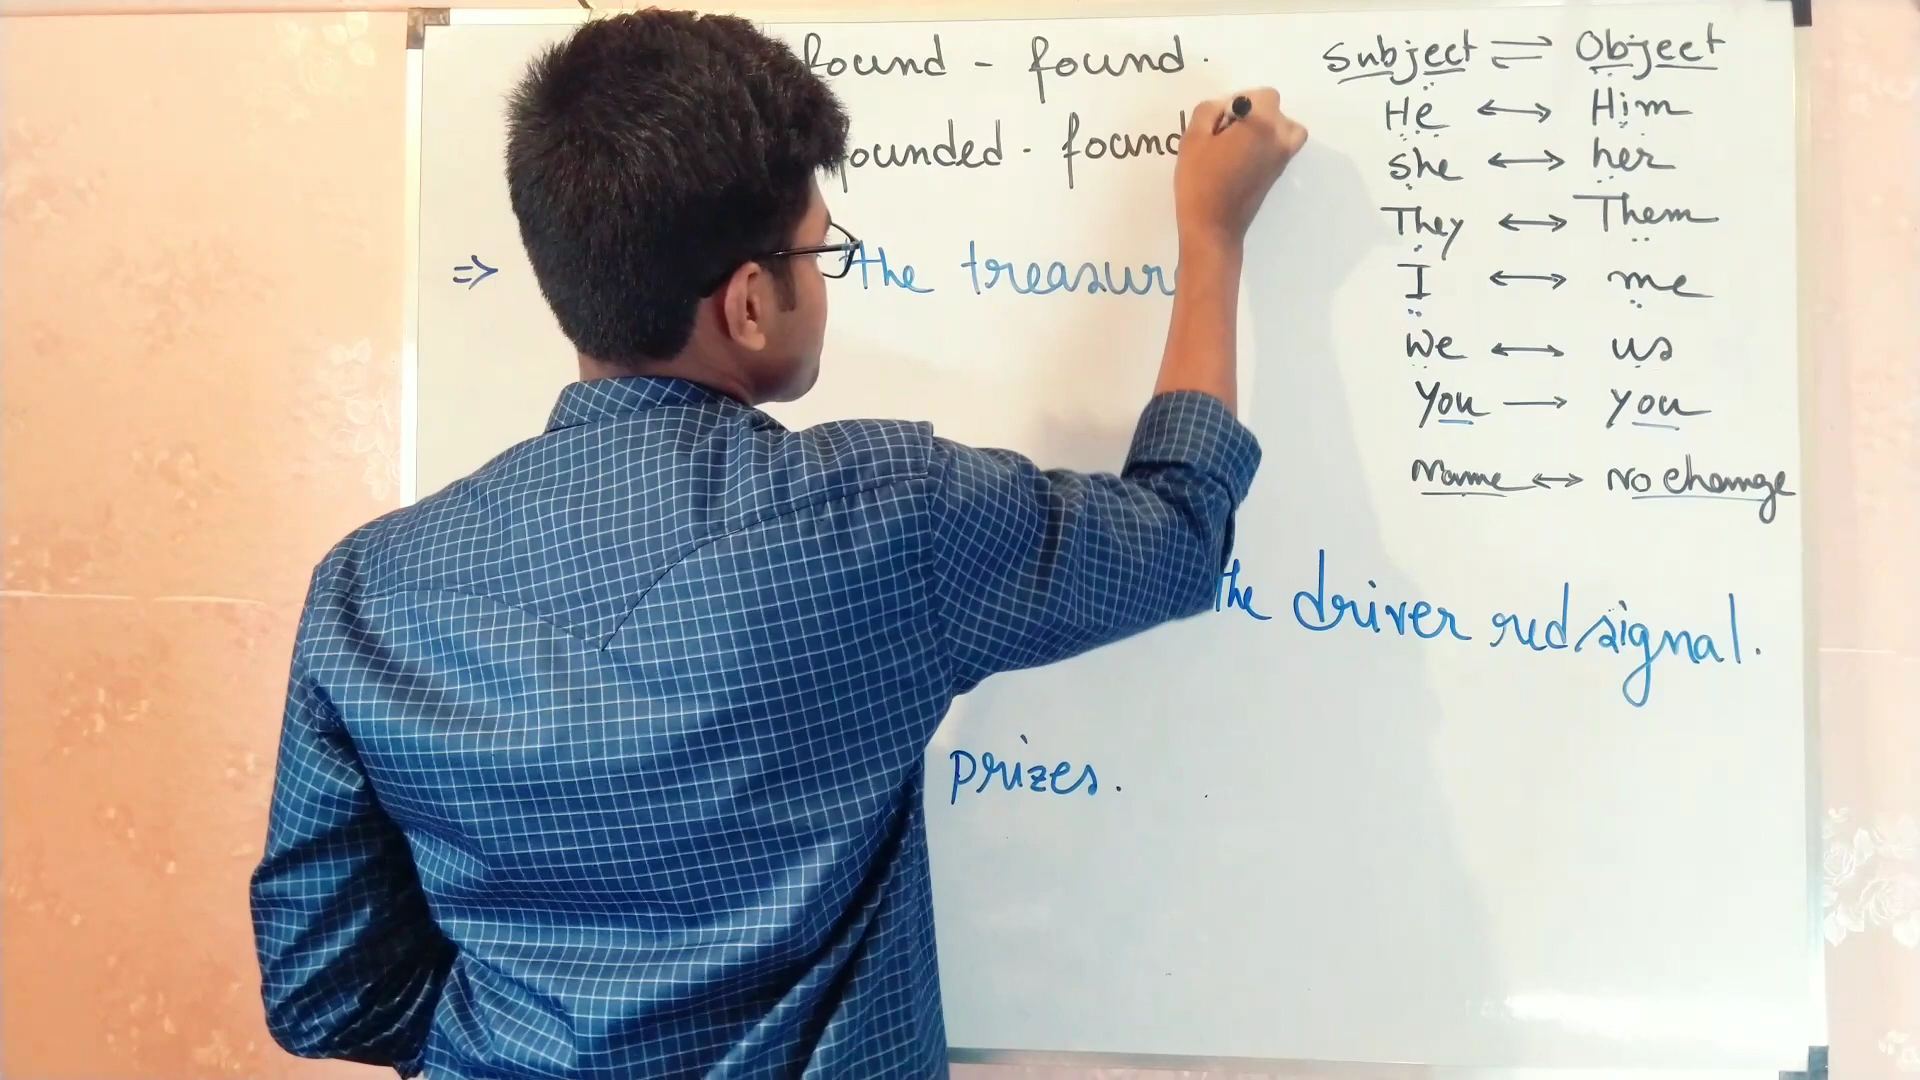 found - found.
ounded. found
⇒ the treasur
Subject ⇌ Object
He ↔ Him
She ↔ her
They ↔ Them
I ↔ me
We ↔ us
You → you
Name ↔ No change
the driver red signal.
prizes.